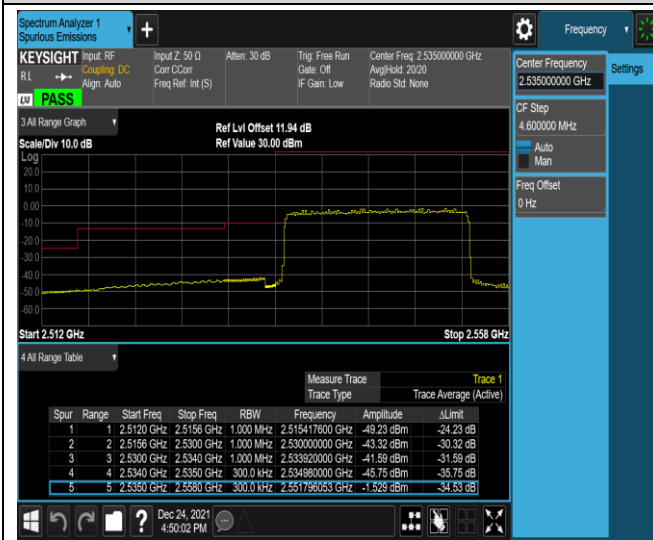 Spectrum Analyzer 1
Spurious Emissions
+
Frequency
KEYSIGHT Input: RF Input Z: 50 Ω Atten: 30 dB Trig: Free Run Center Freq: 2.535000000 GHz
R L Coupling: DC Corr CCorr Gate: Off Avg|Hold: 20/20
Align: Auto Freq Ref: Int (S) IF Gain: Low Radio Std: None
LXI PASS
Center Frequency
2.535000000 GHz
Settings
CF Step
4.600000 MHz
Auto
Man
Freq Offset
0 Hz
3 All Range Graph
Ref Lvl Offset 11.94 dB
Scale/Div 10.0 dB Ref Value 30.00 dBm
Log
20.0
10.0
0.00
-10.0
-20.0
-30.0
-40.0
-50.0
-60.0
Start 2.512 GHz Stop 2.558 GHz
4 All Range Table
Measure Trace Trace 1
Trace Type Trace Average (Active)
Spur Range Start Freq Stop Freq RBW Frequency Amplitude ΔLimit
1 1 2.5120 GHz 2.5156 GHz 1.000 MHz 2.515417600 GHz -49.23 dBm -24.23 dB
2 2 2.5156 GHz 2.5300 GHz 1.000 MHz 2.530000000 GHz -43.32 dBm -30.32 dB
3 3 2.5300 GHz 2.5340 GHz 1.000 MHz 2.533920000 GHz -41.59 dBm -31.59 dB
4 4 2.5340 GHz 2.5350 GHz 300.0 kHz 2.534980000 GHz -45.75 dBm -35.75 dB
5 5 2.5350 GHz 2.5580 GHz 300.0 kHz 2.551796053 GHz -1.529 dBm -34.53 dB
? Dec 24, 2021
4:50:02 PM